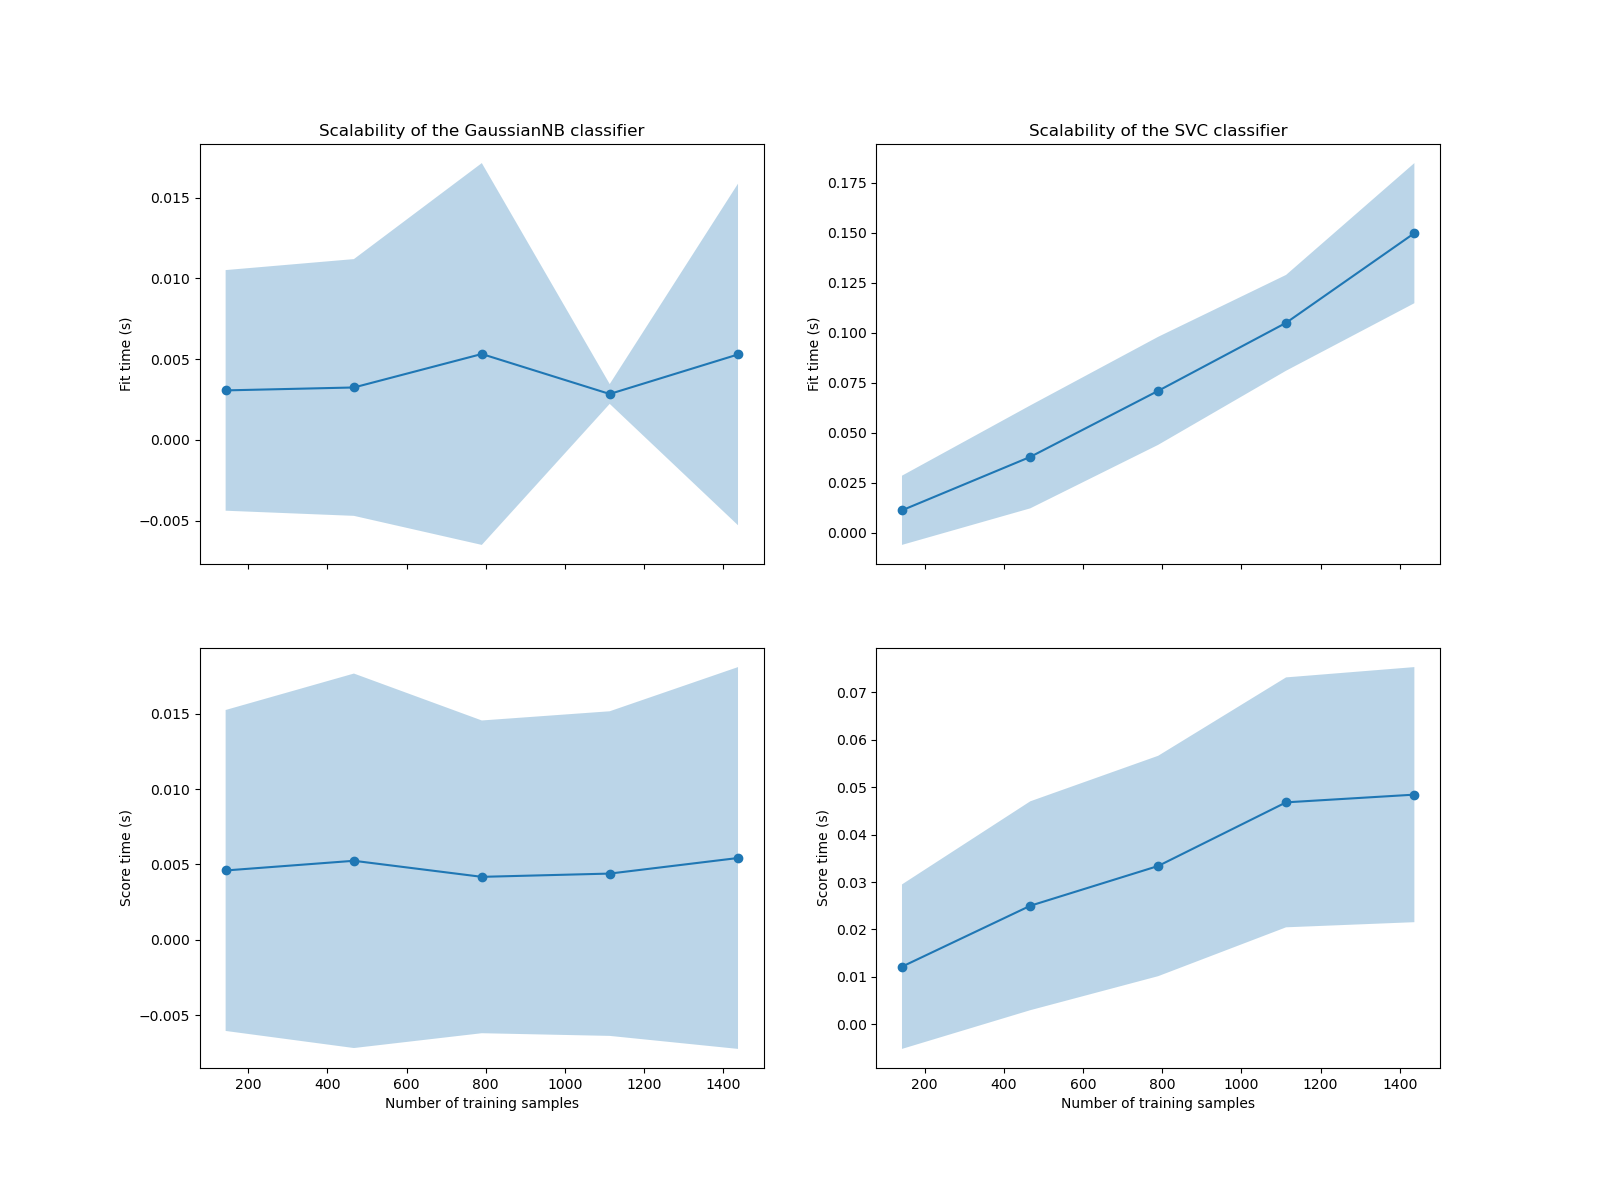 Scalability of the GaussianNB classifier
Fit time (s)
0.015
0.010
0.005
0.000
−0.005
Scalability of the SVC classifier
Fit time (s)
0.175
0.150
0.125
0.100
0.075
0.050
0.025
0.000
Score time (s)
0.015
0.010
0.005
0.000
−0.005
200 400 600 800 1000 1200 1400
Number of training samples
Score time (s)
0.07
0.06
0.05
0.04
0.03
0.02
0.01
0.00
200 400 600 800 1000 1200 1400
Number of training samples